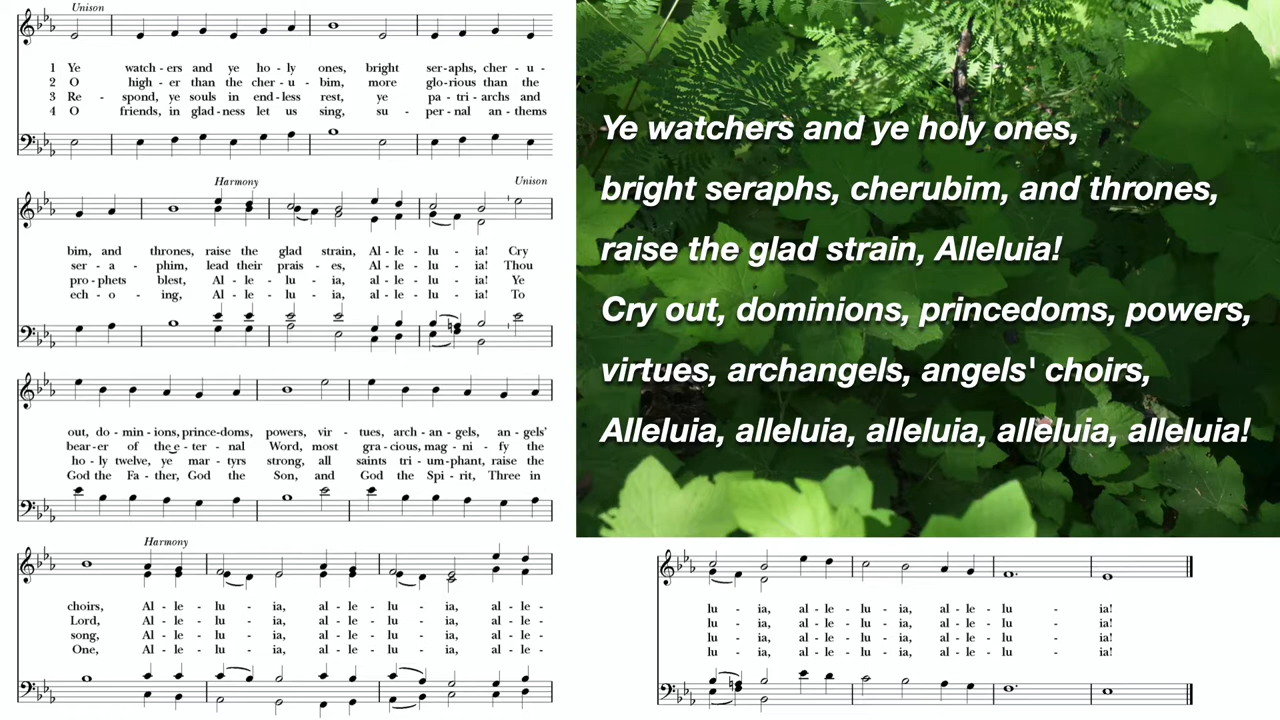 Unison
1 Ye watch - ers and ye ho - ly ones, bright ser - aphs, cher - u -
2 O high - er than the cher - u - bim, more glo - rious than the
3 Re - spond, ye souls in end - less rest, ye pa - tri - archs and
4 O friends, in glad - ness let us sing, su - per - nal an - thems
Harmony Unison
bim, and thrones, raise the glad strain, Al - le - lu - ia! Cry
ser - a - phim, lead their prais - es, Al - le - lu - ia! Thou
pro - phets blest, Al - le - lu - ia, al - le - lu - ia! Ye
ech - o - ing, Al - le - lu - ia, al - le - lu - ia! To
out, do - min - ions, prince - doms, powers, vir - tues, arch - an - gels, an - gels'
bear - er of the e - ter - nal Word, most gra - cious, mag - ni - fy the
ho - ly twelve, ye mar - tyrs strong, all saints tri - um - phant, raise the
God the Fa - ther, God the Son, and God the Spi - rit, Three in
Harmony
choirs, Al - le - lu - ia, al - le - lu - ia, al - le -
Lord, Al - le - lu - ia, al - le - lu - ia, al - le -
song, Al - le - lu - ia, al - le - lu - ia, al - le -
One, Al - le - lu - ia, al - le - lu - ia, al - le -
Ye watchers and ye holy ones,
bright seraphs, cherubim, and thrones,
raise the glad strain, Alleluia!
Cry out, dominions, princedoms, powers,
virtues, archangels, angels' choirs,
Alleluia, alleluia, alleluia, alleluia, alleluia!
lu - ia, al - le - lu - ia, al - le - lu - ia!
lu - ia, al - le - lu - ia, al - le - lu - ia!
lu - ia, al - le - lu - ia, al - le - lu - ia!
lu - ia, al - le - lu - ia, al - le - lu - ia!